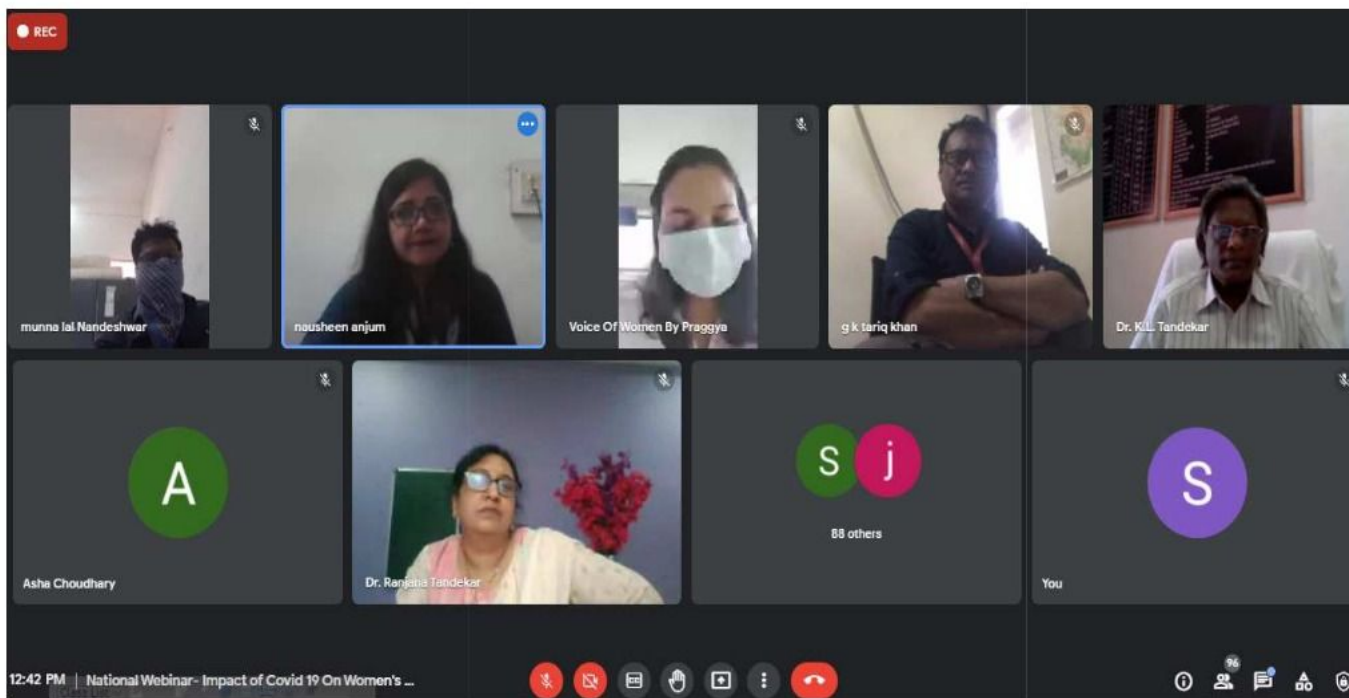 REC
munna lal Nandeshwar
nausheen anjum
Voice Of Women By Praggya
g k tariq khan
Dr. K.L. Tandekar
A
Asha Choudhary
Dr. Ranjana Tandekar
S j
88 others
S
You
12:42 PM | National Webinar- Impact of Covid 19 On Women's ...
CC
96